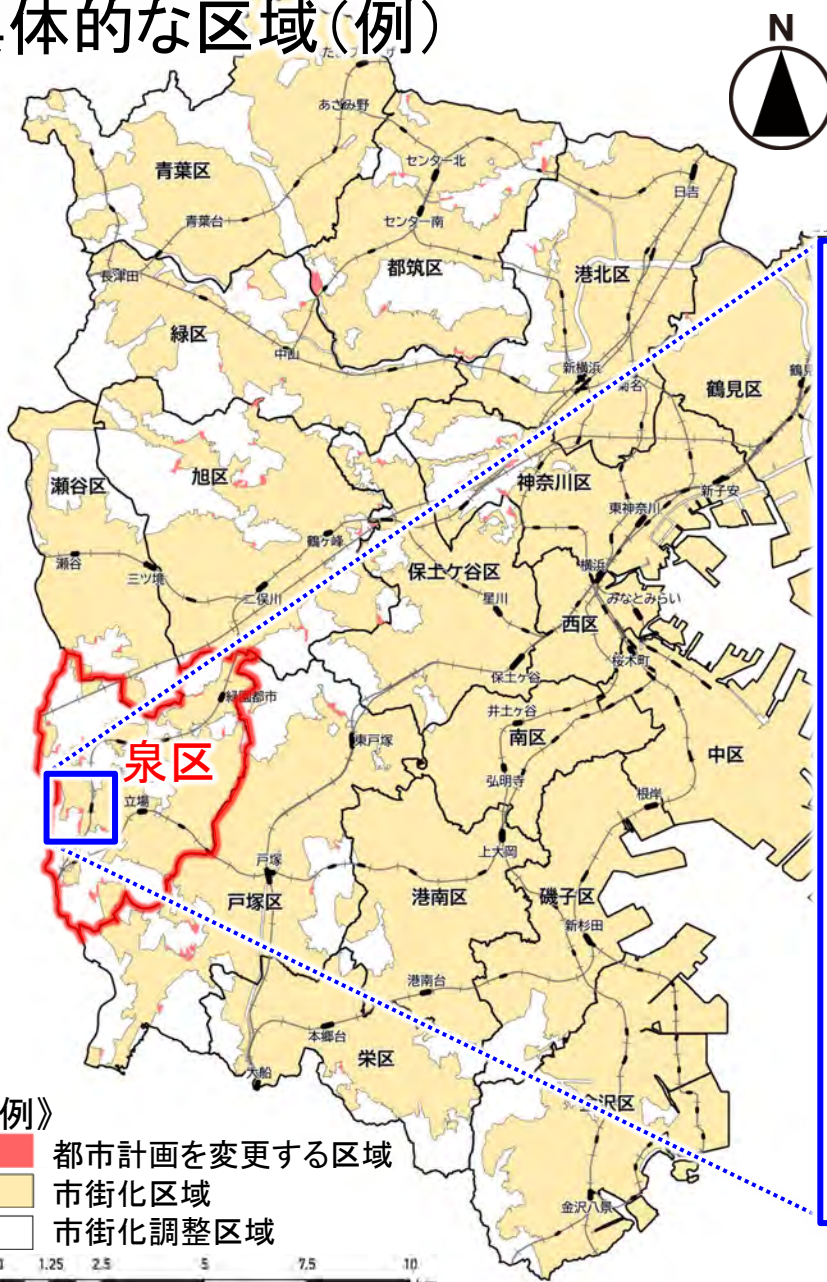 体的な区域(例)
N
あざみ野
青葉区
センター北
日吉
青葉台
センター南
都筑区
港北区
長津田
緑区
中山
新横浜
菊名
鶴見
鶴見区
瀬谷区
旭区
神奈川区
新子安
東神奈川
鶴ヶ峰
瀬谷
三ツ境
保土ケ谷区
横浜
二俣川
星川
みなとみらい
西区
桜木町
保土ヶ谷
緑園都市
井土ヶ谷
東戸塚
南区
中区
泉区
弘明寺
根岸
立場
上大岡
戸塚
戸塚区
港南区
磯子区
新杉田
港南台
本郷台
栄区
大船
金沢区
例》
都市計画を変更する区域
市街化区域
市街化調整区域
金沢八景
1.25 2.5 5 7.5 10